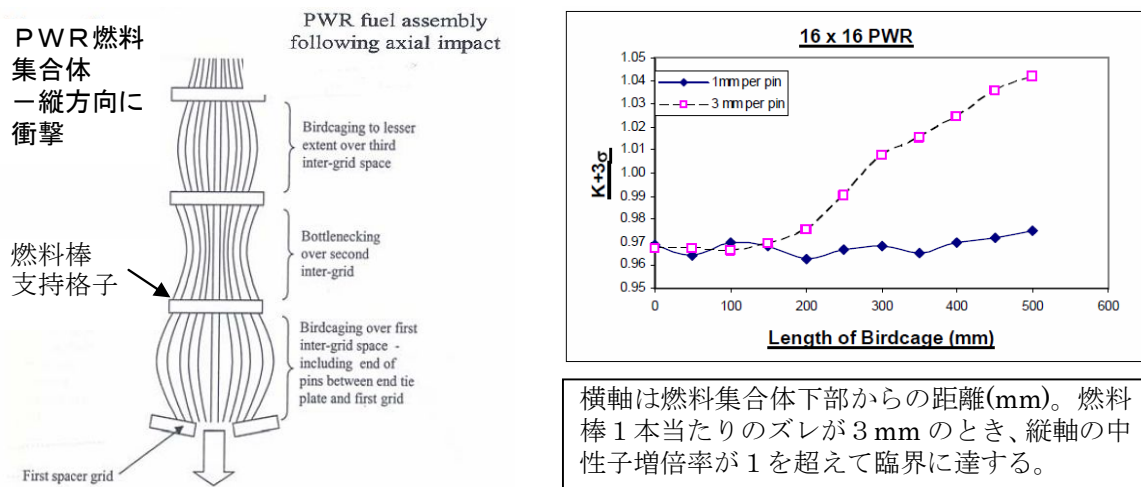 PWR燃料
集合体
－縦方向に
衝撃
PWR fuel assembly
following axial impact
Birdcaging to lesser
extent over third
inter-grid space
Bottlenecking
over second
inter-grid
燃料棒
支持格子
Birdcaging over first
inter-grid space -
including end of
pins between end tie
plate and first grid
First spacer grid
16 x 16 PWR
1mm per pin
3 mm per pin
K+3σ
1.05
1.04
1.03
1.02
1.01
1.00
0.99
0.98
0.97
0.96
0.95
0
100
200
300
400
500
600
Length of Birdcage (mm)
横軸は燃料集合体下部からの距離(mm)。燃料
棒１本当たりのズレが３mm のとき、縦軸の中
性子増倍率が１を超えて臨界に達する。